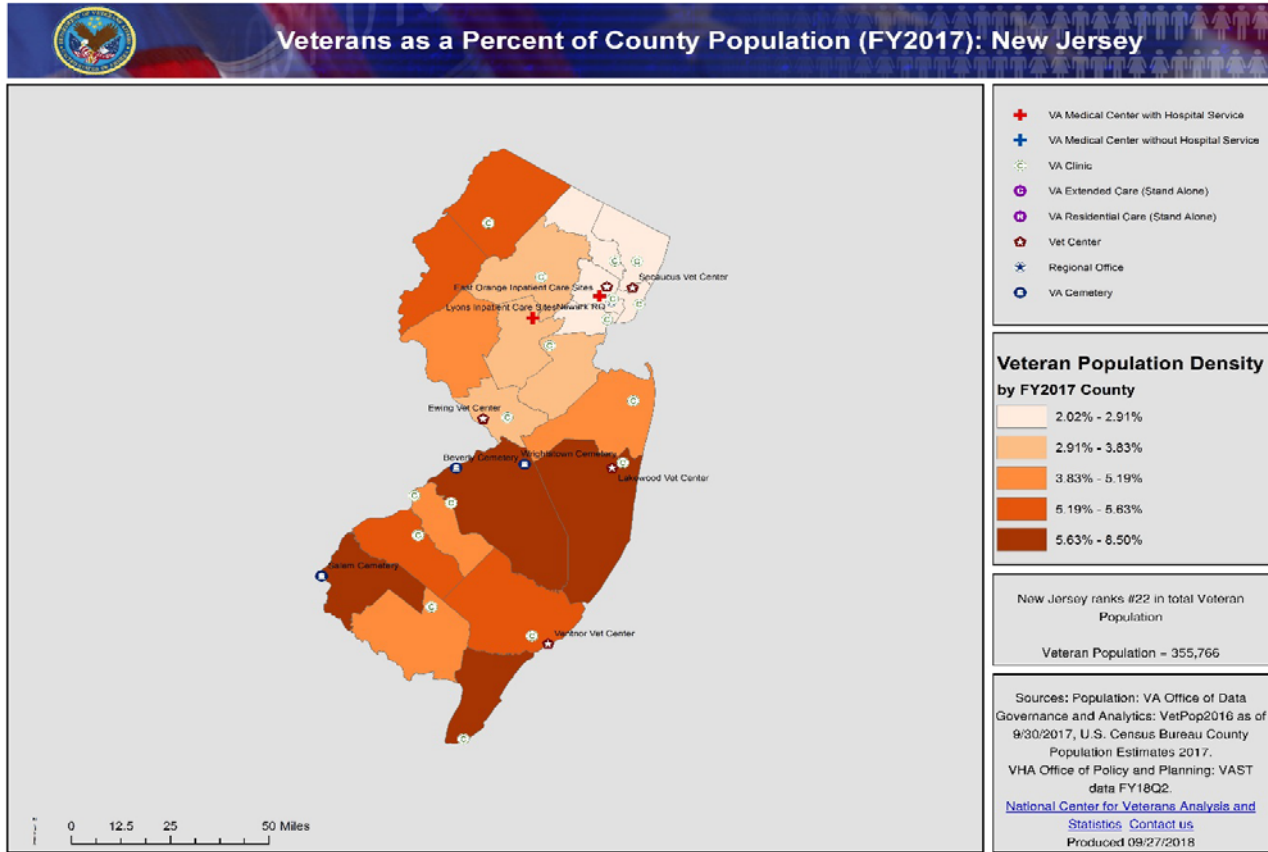 Veterans as a Percent of County Population (FY2017): New Jersey
East Orange Inpatient Care Sites
Secaucus Vet Center
Lyons Inpatient Care Sites
Newark RO
Ewing Vet Center
Beverly Cemetery
Wrightstown Cemetery
Lakewood Vet Center
Salem Cemetery
Ventnor Vet Center
0 12.5 25 50 Miles
VA Medical Center with Hospital Service
VA Medical Center without Hospital Service
VA Clinic
VA Extended Care (Stand Alone)
VA Residential Care (Stand Alone)
Vet Center
Regional Office
VA Cemetery
Veteran Population Density
by FY2017 County
2.02% - 2.91%
2.91% - 3.83%
3.83% - 5.19%
5.19% - 5.63%
5.63% - 8.50%
New Jersey ranks #22 in total Veteran
Population
Veteran Population = 355,766
Sources: Population: VA Office of Data
Governance and Analytics: VetPop2016 as of
9/30/2017, U.S. Census Bureau County
Population Estimates 2017.
VHA Office of Policy and Planning: VAST
data FY18Q2.
National Center for Veterans Analysis and
Statistics Contact us
Produced 09/27/2018